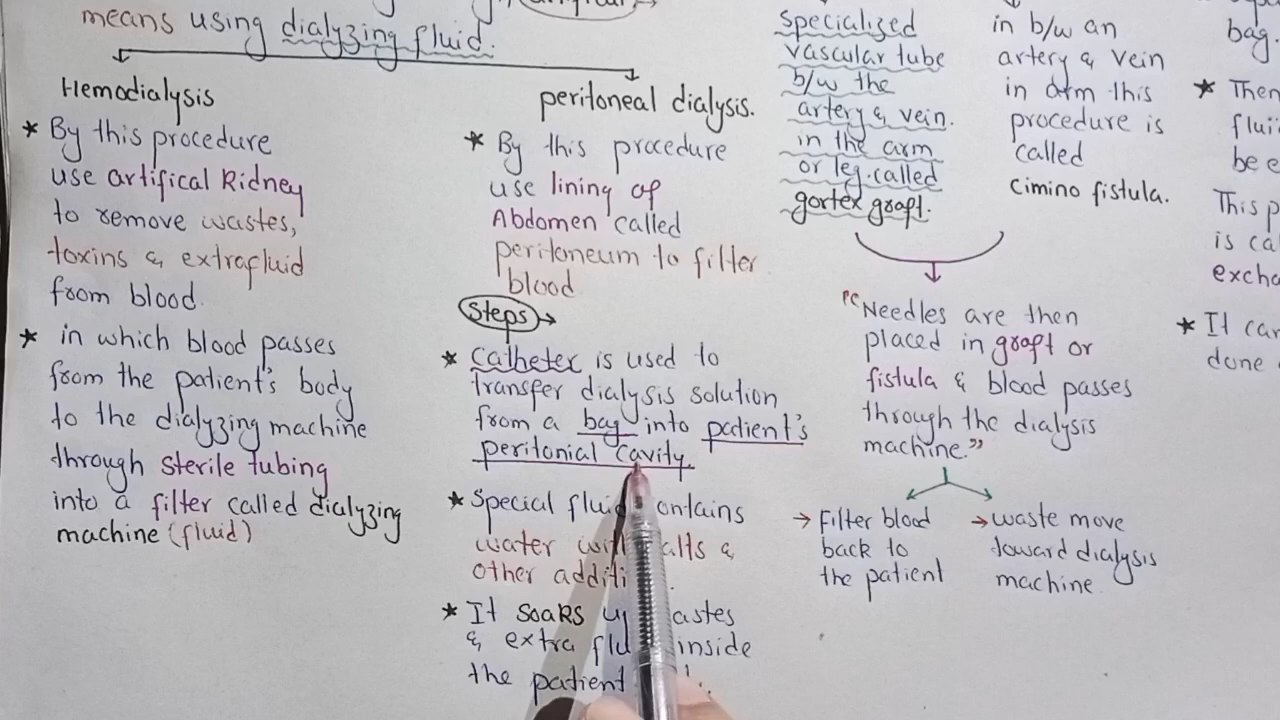 means using dialyzing fluid.
Hemodialysis
* By this procedure
use artifical Kidney
to remove wastes,
toxins & extrafluid
from blood.
* in which blood passes
from the patient's body
to the dialyzing machine
through sterile tubing
into a filter called dialyzing
machine (fluid)
peritoneal dialysis.
* By this procedure
use lining of
Abdomen called
peritoneum to filter
blood
Steps →
* Catheter is used to
transfer dialysis solution
from a bag into patient's
peritonial cavity.
* Special
water
other
* It soaks
& extra inside
the patient
specialized
vascular tube
b/w the
artery & vein.
in the arm
or leg. called
gortex graft.
in b/w an
artery & vein
in arm this
procedure is
called
cimino fistula.
"Needles are then
placed in graft or
fistula & blood passes
through the dialysis
machine."
→ Filter blood
back to
the patient
→ waste move
toward dialysis
machine.
bag.
* Then
be
This
is
* It
done